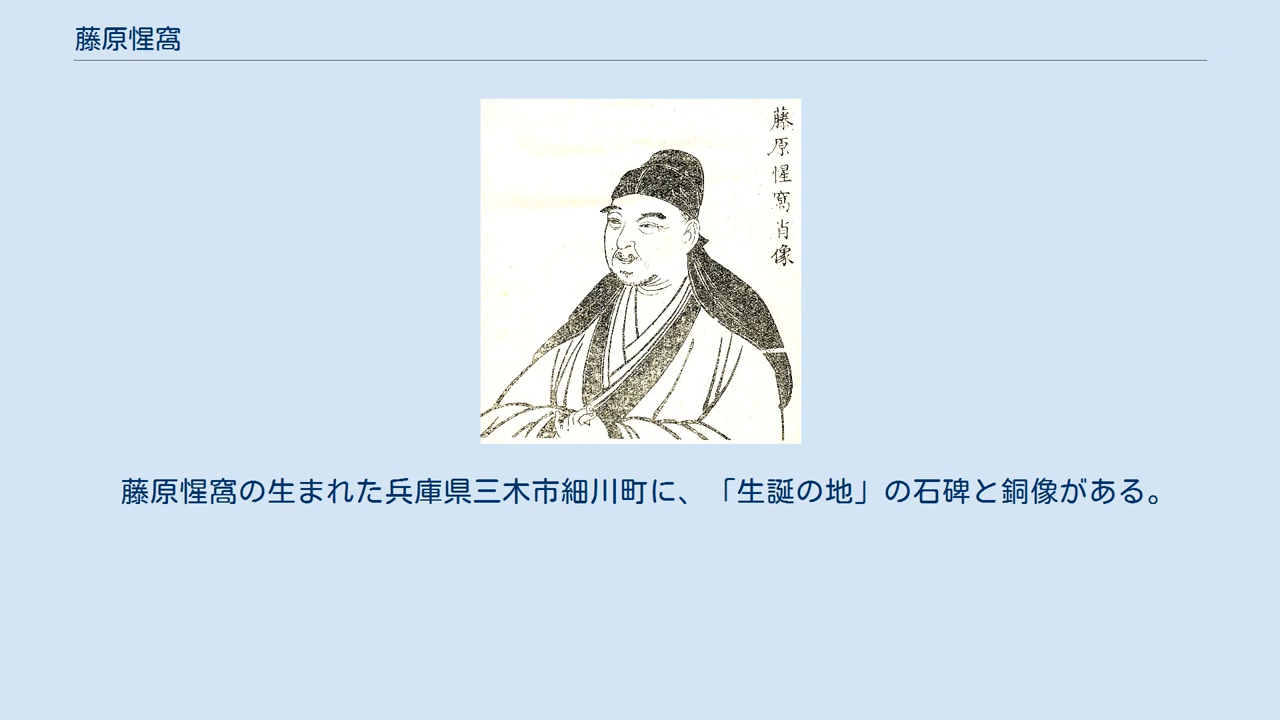 藤原惺窩
藤原惺窩肖像
藤原惺窩の生まれた兵庫県三木市細川町に、「生誕の地」の石碑と銅像がある。